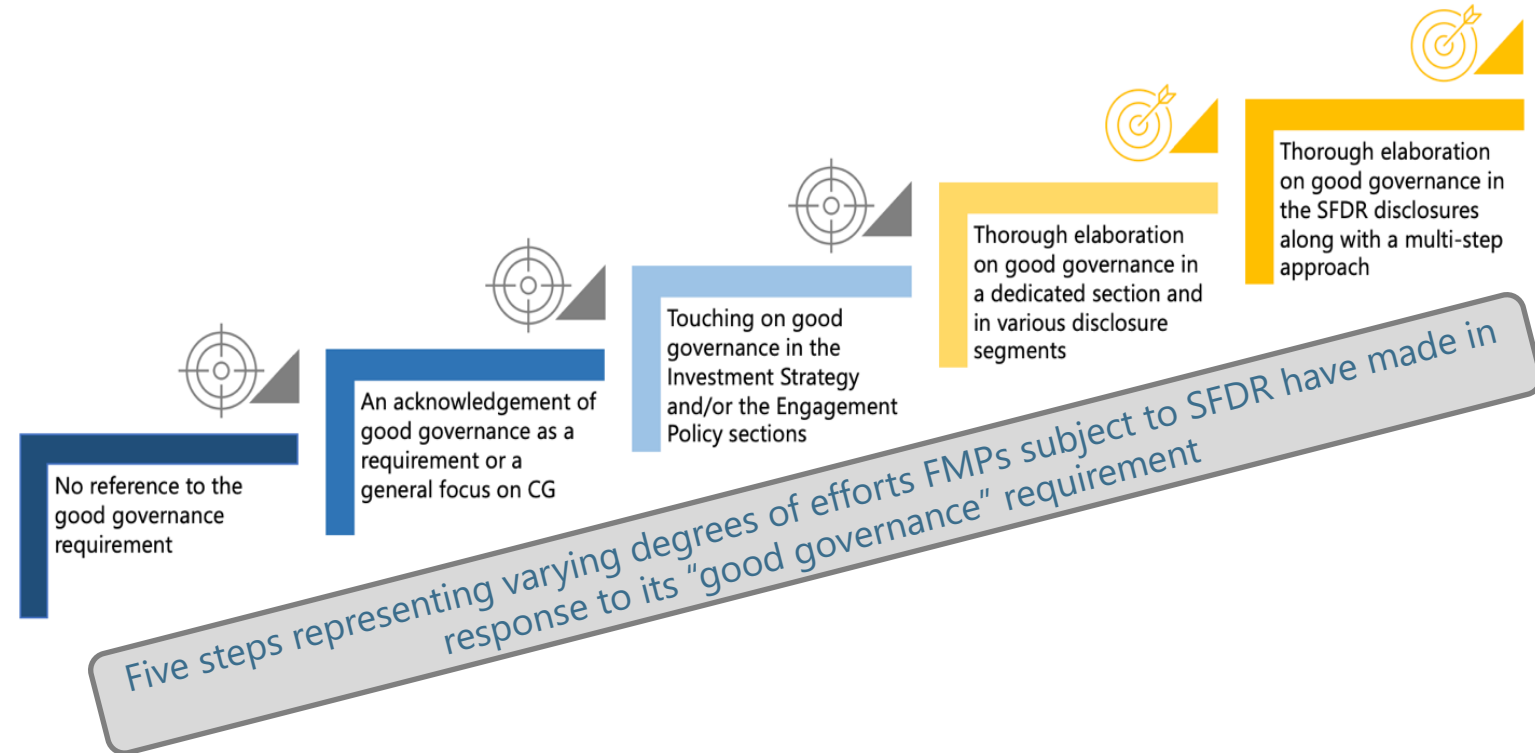 No reference to the
good governance
requirement
An acknowledgement of
good governance as a
requirement or a
general focus on CG
Touching on good
governance in the
Investment Strategy
and/or the Engagement
Policy sections
Thorough elaboration
on good governance in
a dedicated section and
in various disclosure
segments
Thorough elaboration
on good governance in
the SFDR disclosures
along with a multi-step
approach
Five steps representing varying degrees of efforts FMPs subject to SFDR have made in
response to its "good governance" requirement